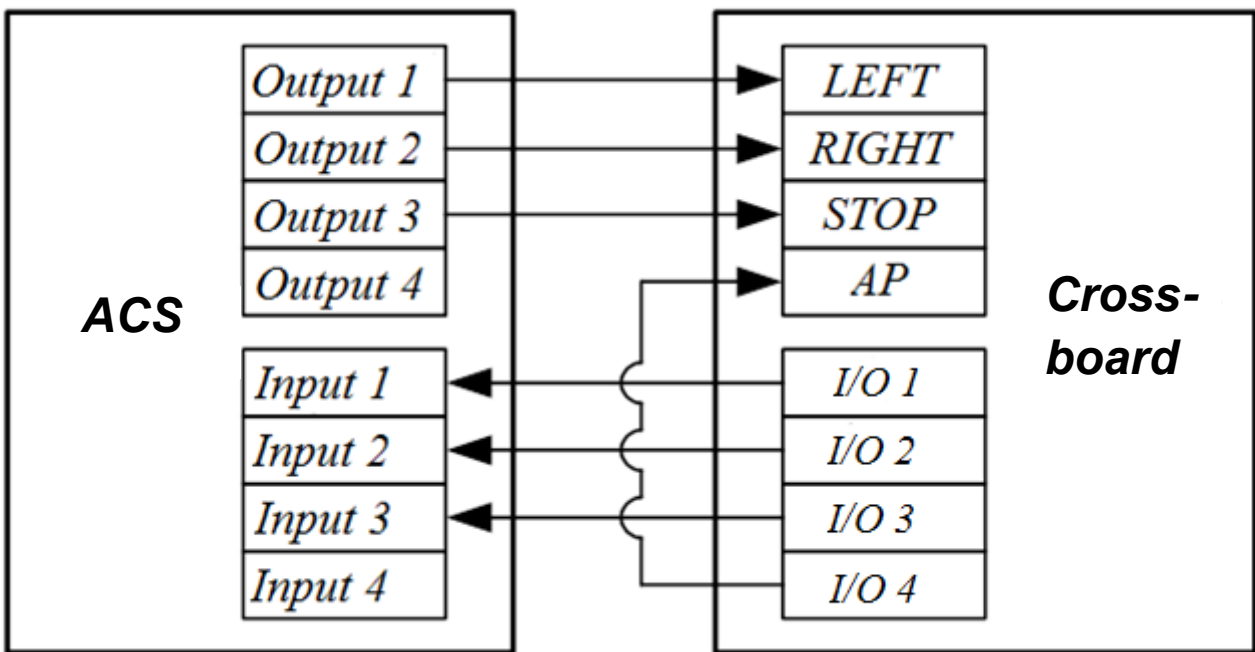 Output 1
Output 2
Output 3
Output 4
ACS
Input 1
Input 2
Input 3
Input 4
LEFT
RIGHT
STOP
AP
Cross-
board
I/O 1
I/O 2
I/O 3
I/O 4